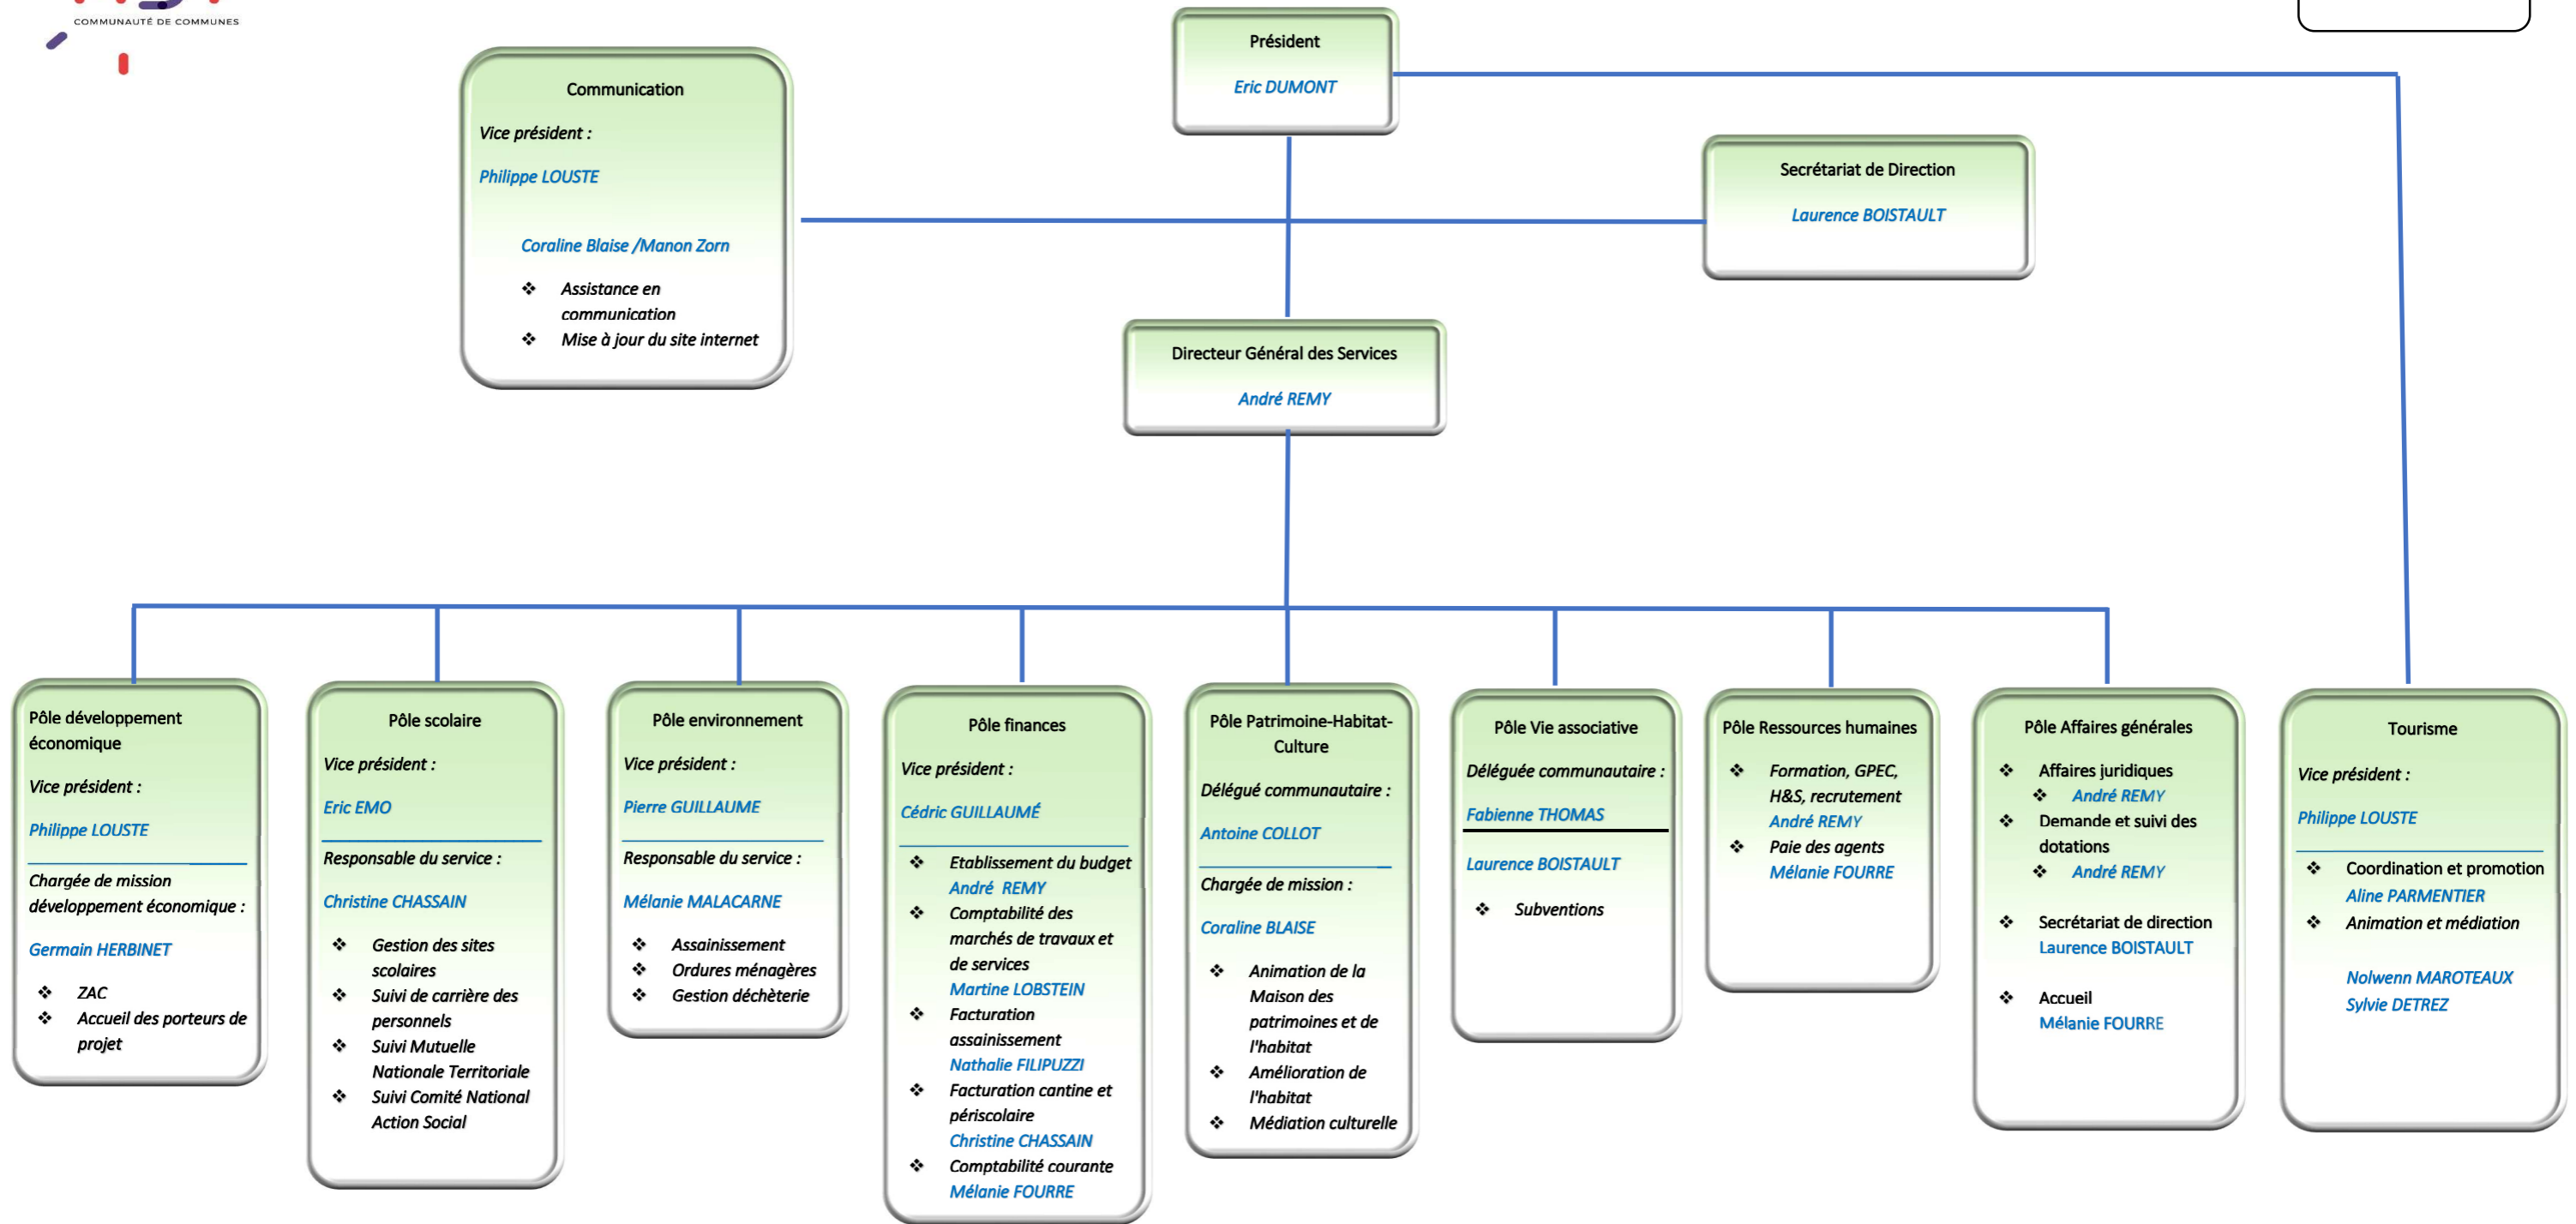 COMMUNAUTÉ DE COMMUNES
Président
Eric DUMONT
Communication
Vice président :
Philippe LOUSTE
Coraline Blaise /Manon Zorn
❖ Assistance en
communication
❖ Mise à jour du site internet
Secrétariat de Direction
Laurence BOISTAULT
Directeur Général des Services
André REMY
Pôle développement
économique
Vice président :
Philippe LOUSTE
Chargée de mission
développement économique :
Germain HERBINET
❖ ZAC
❖ Accueil des porteurs de
projet
Pôle scolaire
Vice président :
Eric EMO
Responsable du service :
Christine CHASSAIN
❖ Gestion des sites
scolaires
❖ Suivi de carrière des
personnels
❖ Suivi Mutuelle
Nationale Territoriale
❖ Suivi Comité National
Action Social
Pôle environnement
Vice président :
Pierre GUILLAUME
Responsable du service :
Mélanie MALACARNE
❖ Assainissement
❖ Ordures ménagères
❖ Gestion déchèterie
Pôle finances
Vice président :
Cédric GUILLAUMÉ
❖ Etablissement du budget
André REMY
❖ Comptabilité des
marchés de travaux et
de services
Martine LOBSTEIN
❖ Facturation
assainissement
Nathalie FILIPUZZI
❖ Facturation cantine et
périscolaire
Christine CHASSAIN
❖ Comptabilité courante
Mélanie FOURRE
Pôle Patrimoine-Habitat-
Culture
Délégué communautaire :
Antoine COLLOT
Chargée de mission :
Coraline BLAISE
❖ Animation de la
Maison des
patrimoines et de
l'habitat
❖ Amélioration de
l'habitat
❖ Médiation culturelle
Pôle Vie associative
Déléguée communautaire :
Fabienne THOMAS
Laurence BOISTAULT
❖ Subventions
Pôle Ressources humaines
❖ Formation, GPEC,
H&S, recrutement
André REMY
❖ Paie des agents
Mélanie FOURRE
Pôle Affaires générales
❖ Affaires juridiques
❖ André REMY
❖ Demande et suivi des
dotations
❖ André REMY
❖ Secrétariat de direction
Laurence BOISTAULT
❖ Accueil
Mélanie FOURRE
Tourisme
Vice président :
Philippe LOUSTE
❖ Coordination et promotion
Aline PARMENTIER
❖ Animation et médiation
Nolwenn MAROTEAUX
Sylvie DETREZ